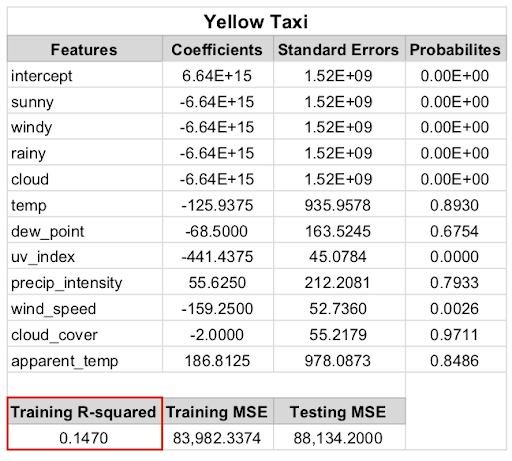 Yellow Taxi
Features Coefficients Standard Errors Probabilites
intercept 6.64E+15 1.52E+09 0.00E+00
sunny -6.64E+15 1.52E+09 0.00E+00
windy -6.64E+15 1.52E+09 0.00E+00
rainy -6.64E+15 1.52E+09 0.00E+00
cloud -6.64E+15 1.52E+09 0.00E+00
temp -125.9375 935.9578 0.8930
dew_point -68.5000 163.5245 0.6754
uv_index -441.4375 45.0784 0.0000
precip_intensity 55.6250 212.2081 0.7933
wind_speed -159.2500 52.7360 0.0026
cloud_cover -2.0000 55.2179 0.9711
apparent_temp 186.8125 978.0873 0.8486
Training R-squared Training MSE Testing MSE
0.1470 83,982.3374 88,134.2000